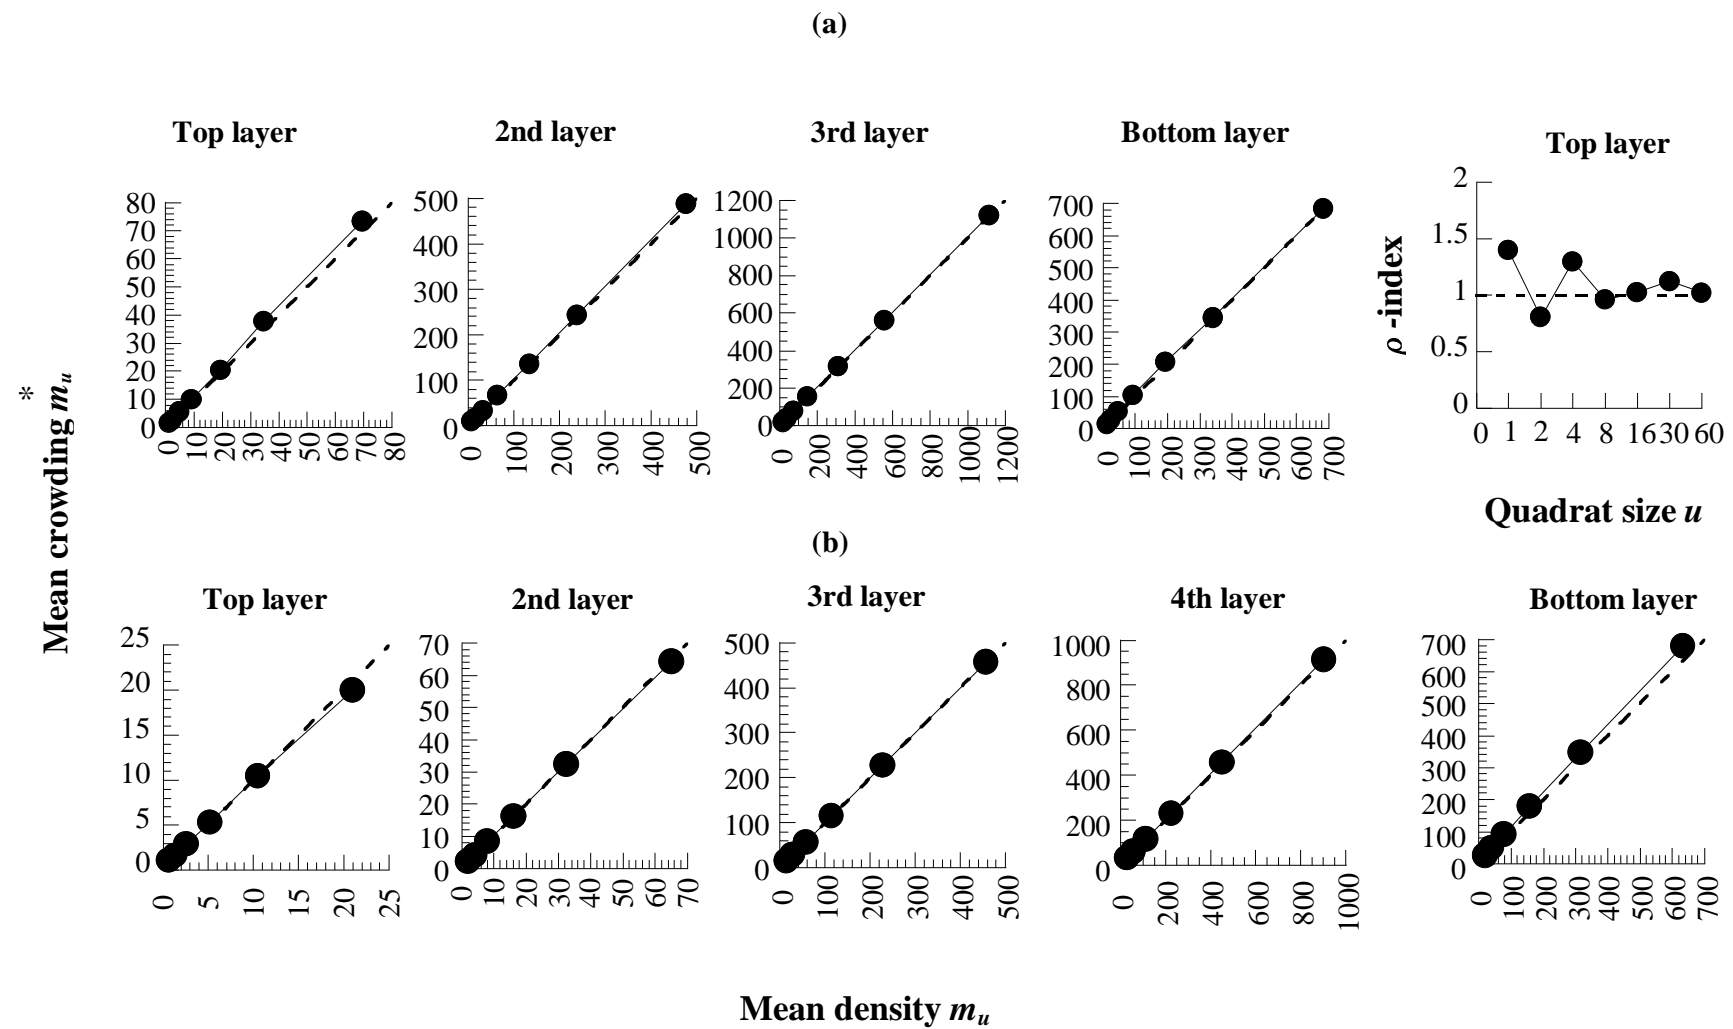 (a)
Top layer
2nd layer
3rd layer
Bottom layer
Top layer
80
70
60
50
40
30
20
10
0
0 10 20 30 40 50 60 70 80
500
400
300
200
100
0
0 100 200 300 400 500
1200
1000
800
600
400
200
0
0 200 400 600 800 1000 1200
700
600
500
400
300
200
100
0
0 100 200 300 400 500 600 700
ρ -index
2
1.5
1
0.5
0
0 1 2 4 8 16 30 60
Quadrat size u
Mean crowding m*u
(b)
Top layer
2nd layer
3rd layer
4th layer
Bottom layer
25
20
15
10
5
0
0 5 10 15 20 25
70
60
50
40
30
20
10
0
0 10 20 30 40 50 60 70
500
400
300
200
100
0
0 100 200 300 400 500
1000
800
600
400
200
0
0 200 400 600 800 1000
700
600
500
400
300
200
100
0
0 100 200 300 400 500 600 700
Mean density mu